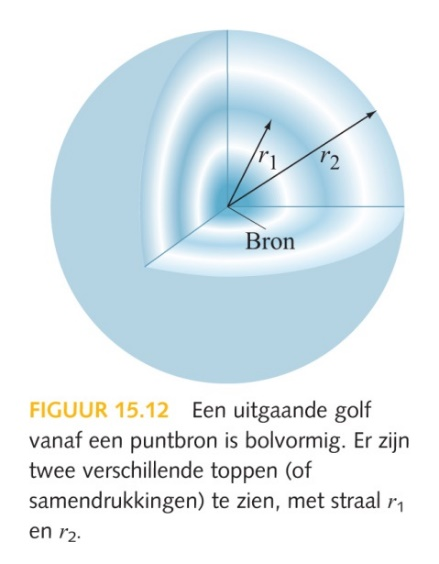 r₁
r₂
Bron
FIGUUR 15.12 Een uitgaande golf
vanaf een puntbron is bolvormig. Er zijn
twee verschillende toppen (of
samendrukkingen) te zien, met straal r₁
en r₂.